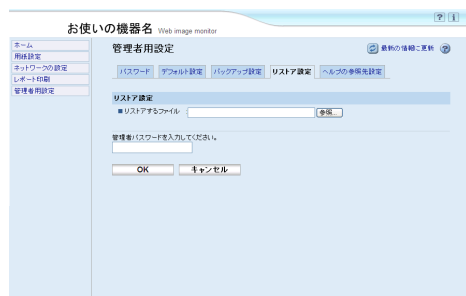 ? i
お使いの機器名 Web image monitor
ホーム
用紙設定
ネットワークの設定
レポート印刷
管理者用設定
管理者用設定
最新の情報に更新 ?
パスワード デフォルト設定 バックアップ設定 リストア設定 ヘルプの参照先設定
リストア設定
■リストアするファイル : 参照...
管理者パスワードを入力してください。
OK キャンセル